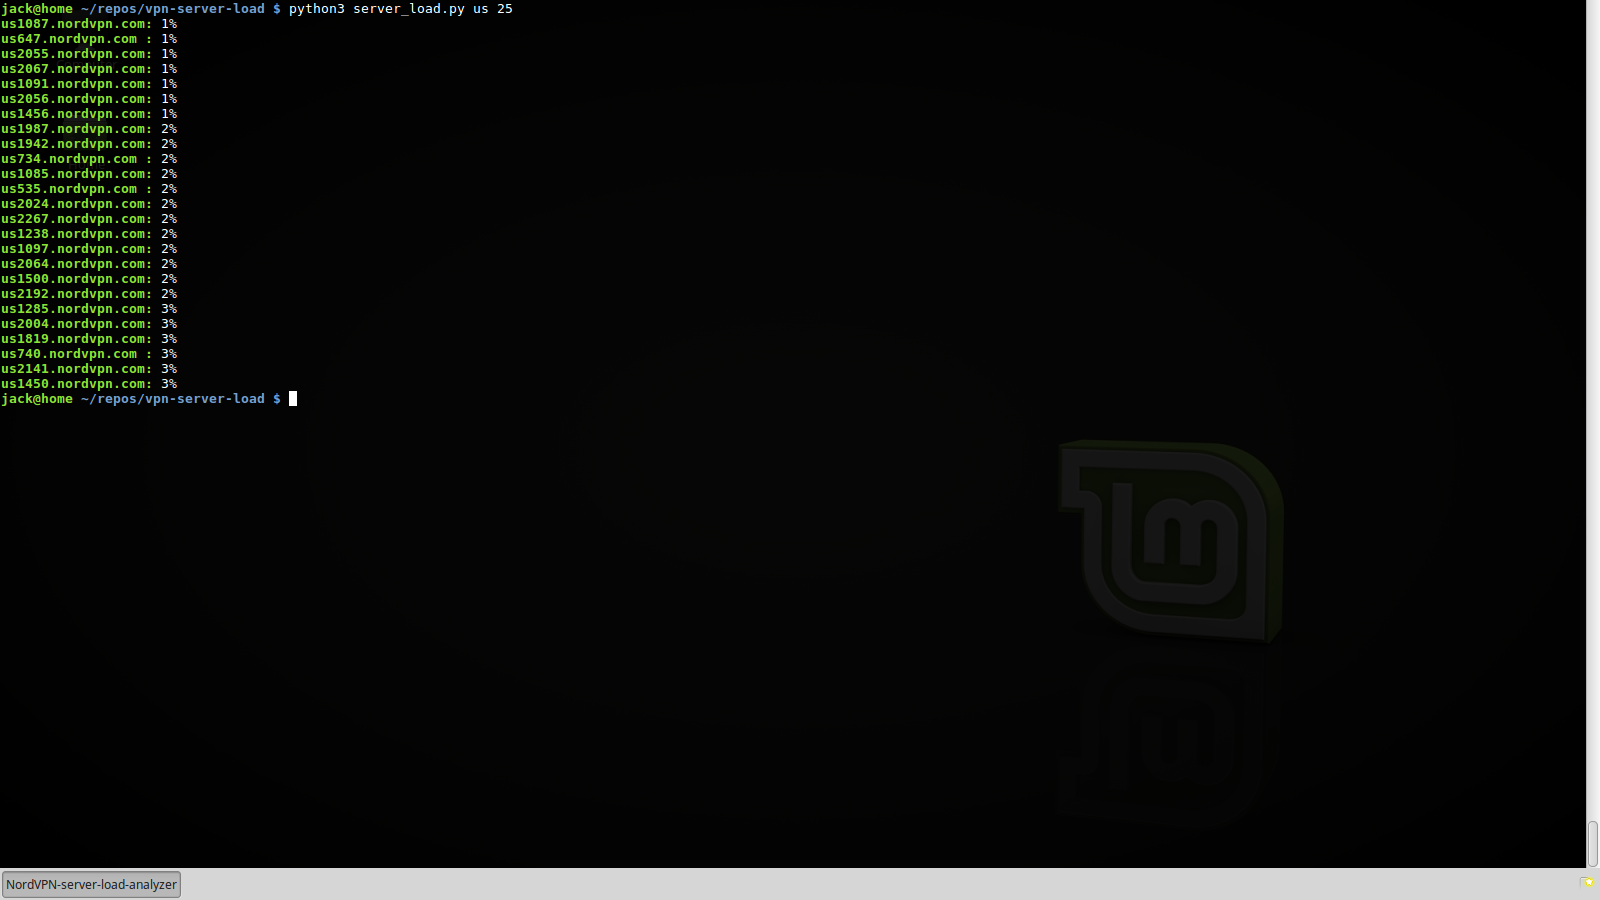 jack@home ~/repos/vpn-server-load $ python3 server_load.py us 25
us1087.nordvpn.com: 1%
us647.nordvpn.com : 1%
us2055.nordvpn.com: 1%
us2067.nordvpn.com: 1%
us1091.nordvpn.com: 1%
us2056.nordvpn.com: 1%
us1456.nordvpn.com: 1%
us1987.nordvpn.com: 2%
us1942.nordvpn.com: 2%
us734.nordvpn.com : 2%
us1085.nordvpn.com: 2%
us535.nordvpn.com : 2%
us2024.nordvpn.com: 2%
us2267.nordvpn.com: 2%
us1238.nordvpn.com: 2%
us1097.nordvpn.com: 2%
us2064.nordvpn.com: 2%
us1500.nordvpn.com: 2%
us2192.nordvpn.com: 2%
us1285.nordvpn.com: 3%
us2004.nordvpn.com: 3%
us1819.nordvpn.com: 3%
us740.nordvpn.com : 3%
us2141.nordvpn.com: 3%
us1450.nordvpn.com: 3%
jack@home ~/repos/vpn-server-load $
NordVPN-server-load-analyzer